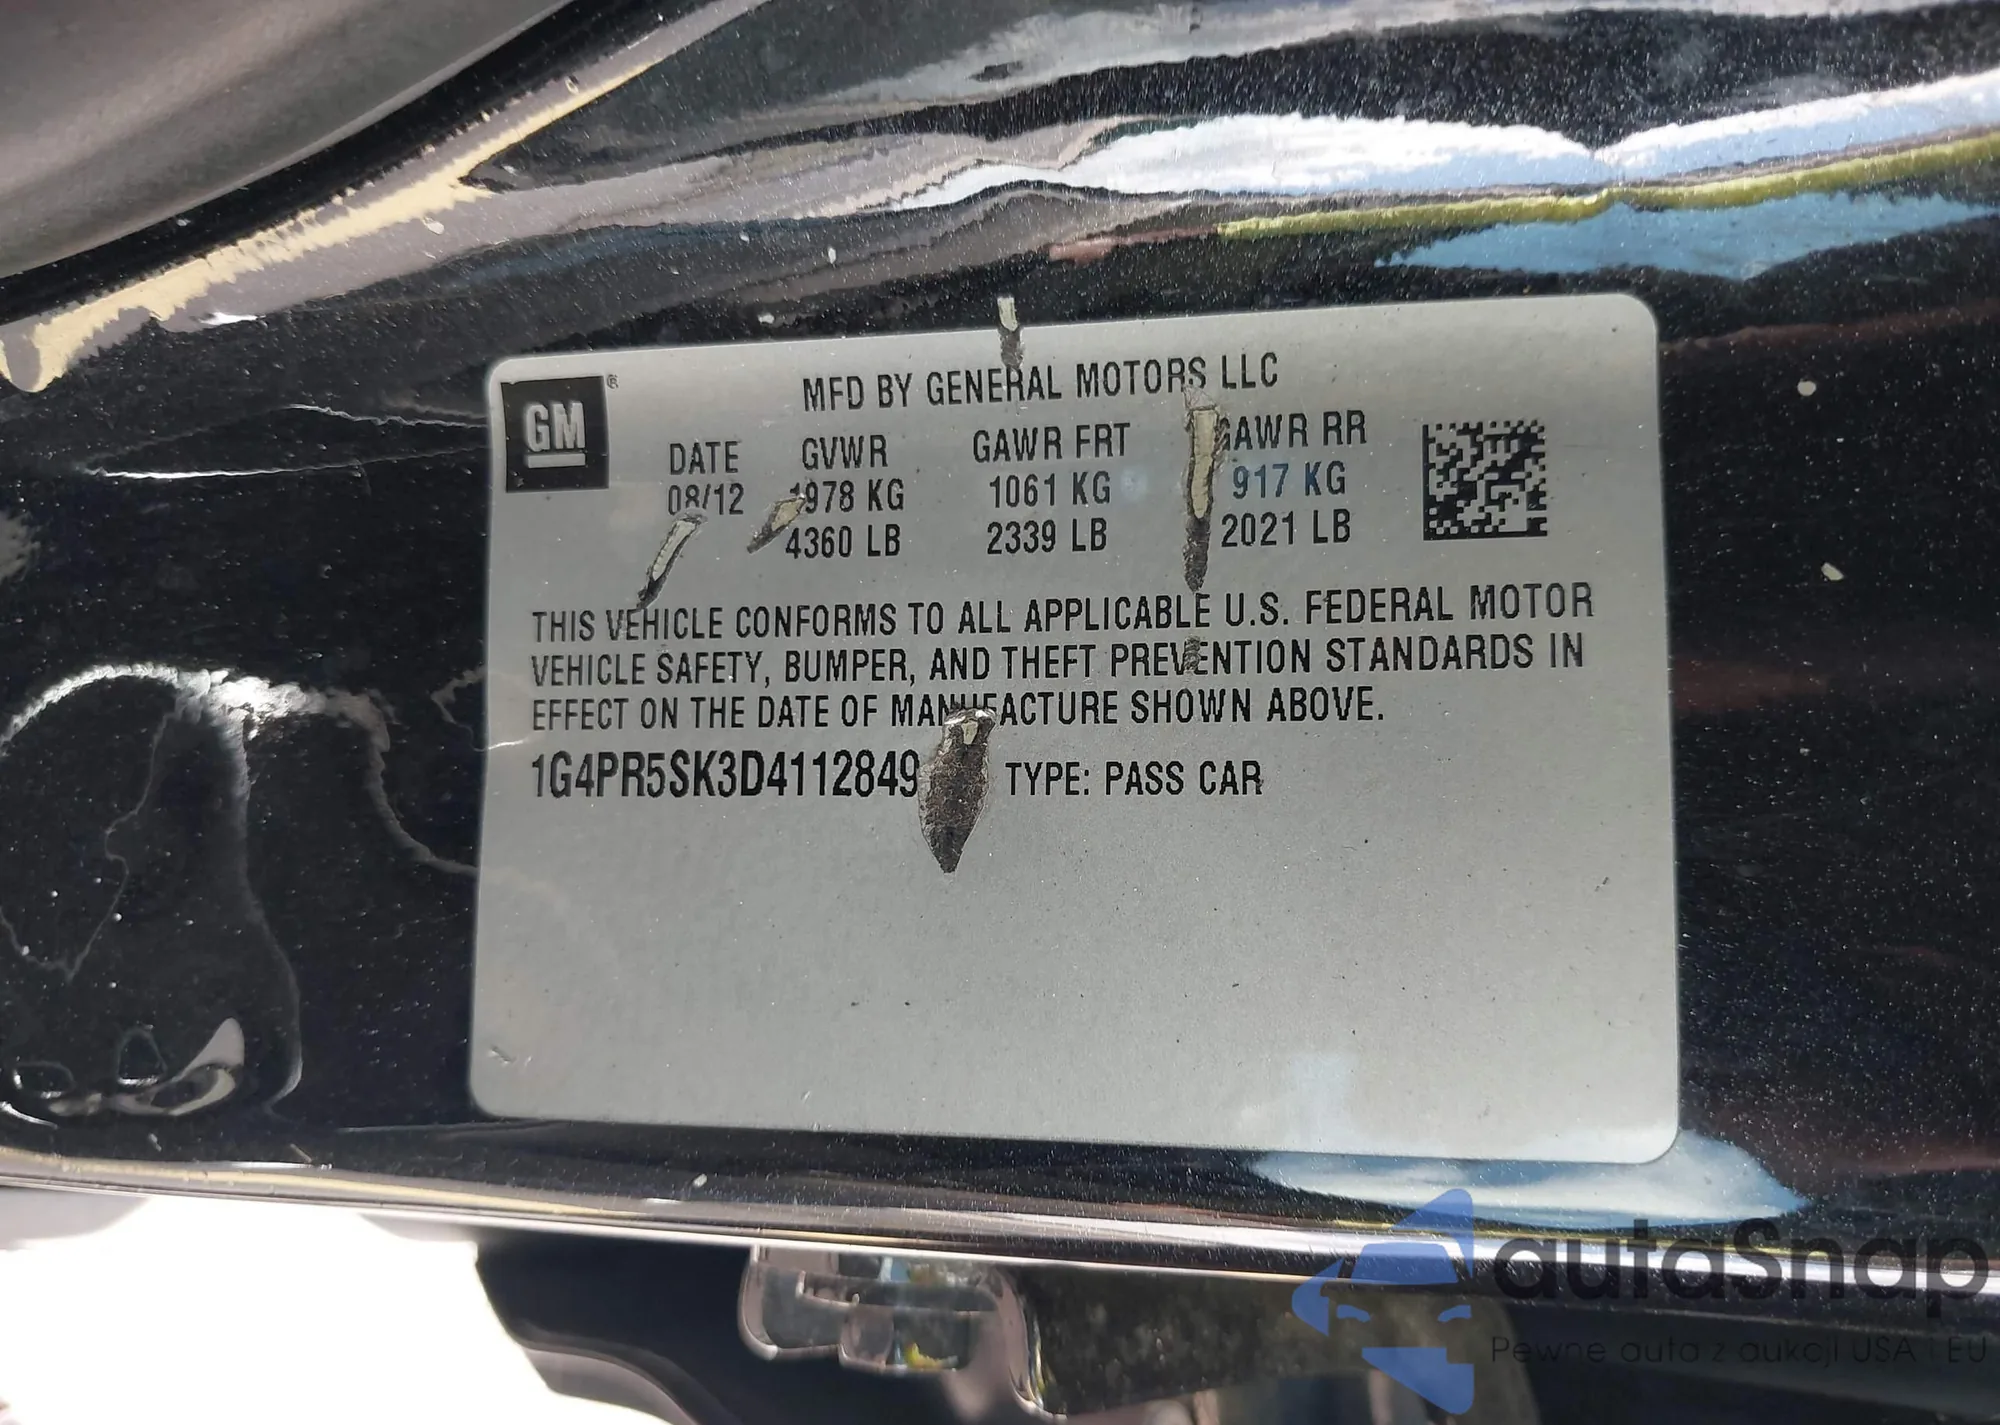 GM ®
MFD BY GENERAL MOTORS LLC
DATE GVWR GAWR FRT GAWR RR
08/12 1978 KG 1061 KG 917 KG
4360 LB 2339 LB 2021 LB
THIS VEHICLE CONFORMS TO ALL APPLICABLE U.S. FEDERAL MOTOR
VEHICLE SAFETY, BUMPER, AND THEFT PREVENTION STANDARDS IN
EFFECT ON THE DATE OF MANUFACTURE SHOWN ABOVE.
1G4PR5SK3D4112849 TYPE: PASS CAR
autaSnap
Pewne auta z aukcji USA i EU